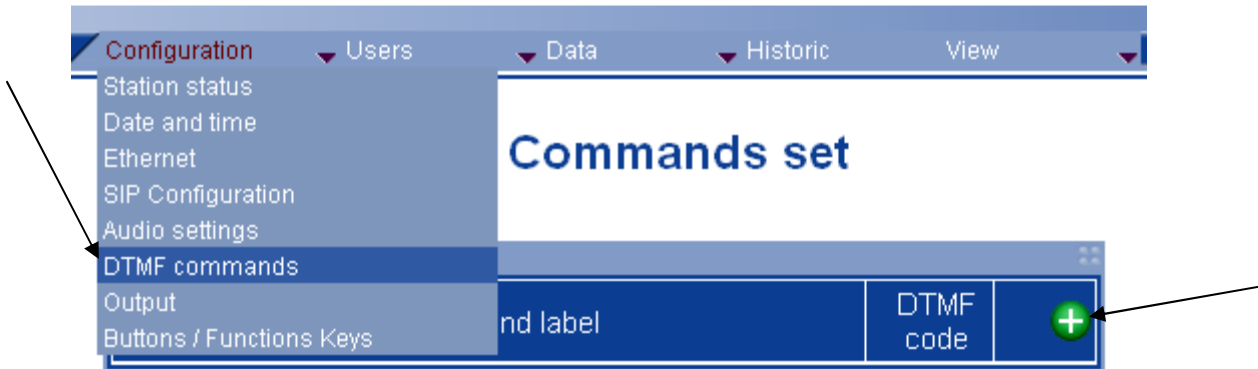 Configuration Users Data Historic View
Station status
Date and time
Ethernet
SIP Configuration
Audio settings
DTMF commands
Output
Buttons / Functions Keys
Commands set
label
DTMF
code